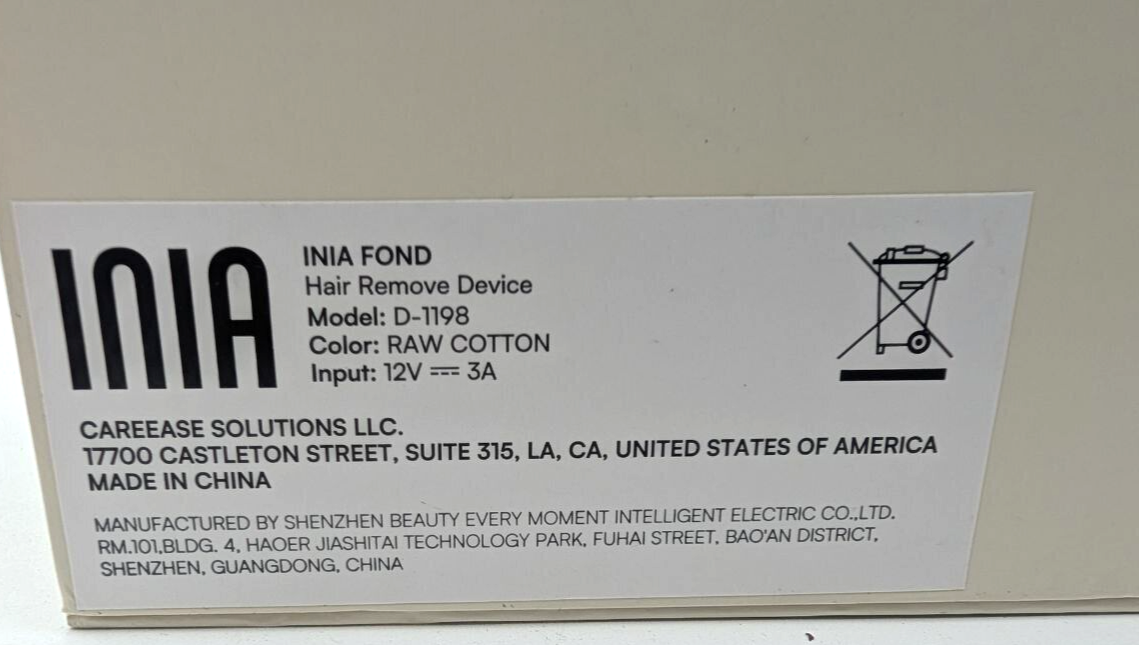 INIA
INIA FOND
Hair Remove Device
Model: D-1198
Color: RAW COTTON
Input: 12V ⎓ 3A
CAREEASE SOLUTIONS LLC.
17700 CASTLETON STREET, SUITE 315, LA, CA, UNITED STATES OF AMERICA
MADE IN CHINA
MANUFACTURED BY SHENZHEN BEAUTY EVERY MOMENT INTELLIGENT ELECTRIC CO.,LTD.
RM.101,BLDG. 4, HAOER JIASHITAI TECHNOLOGY PARK, FUHAI STREET, BAO'AN DISTRICT,
SHENZHEN, GUANGDONG, CHINA